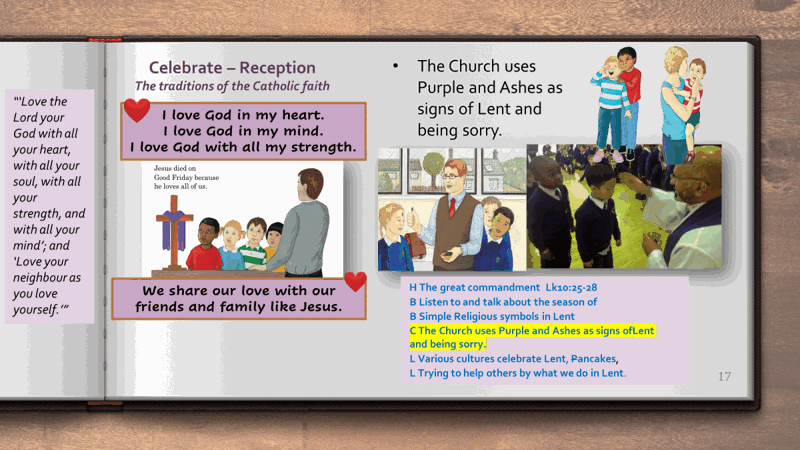 "'Love the
Lord your
God with all
your heart,
with all your
soul, with all
your
strength, and
with all your
mind'; and
'Love your
neighbour as
you love
yourself.'"
Celebrate – Reception
The traditions of the Catholic faith
I love God in my heart.
I love God in my mind.
I love God with all my strength.
Jesus died on
Good Friday because
he loves all of us.
We share our love with our
friends and family like Jesus.
• The Church uses
Purple and Ashes as
signs of Lent and
being sorry.
H The great commandment Lk10:25-28
B Listen to and talk about the season of
B Simple Religious symbols in Lent
C The Church uses Purple and Ashes as signs ofLent
and being sorry.
L Various cultures celebrate Lent, Pancakes,
L Trying to help others by what we do in Lent.
17